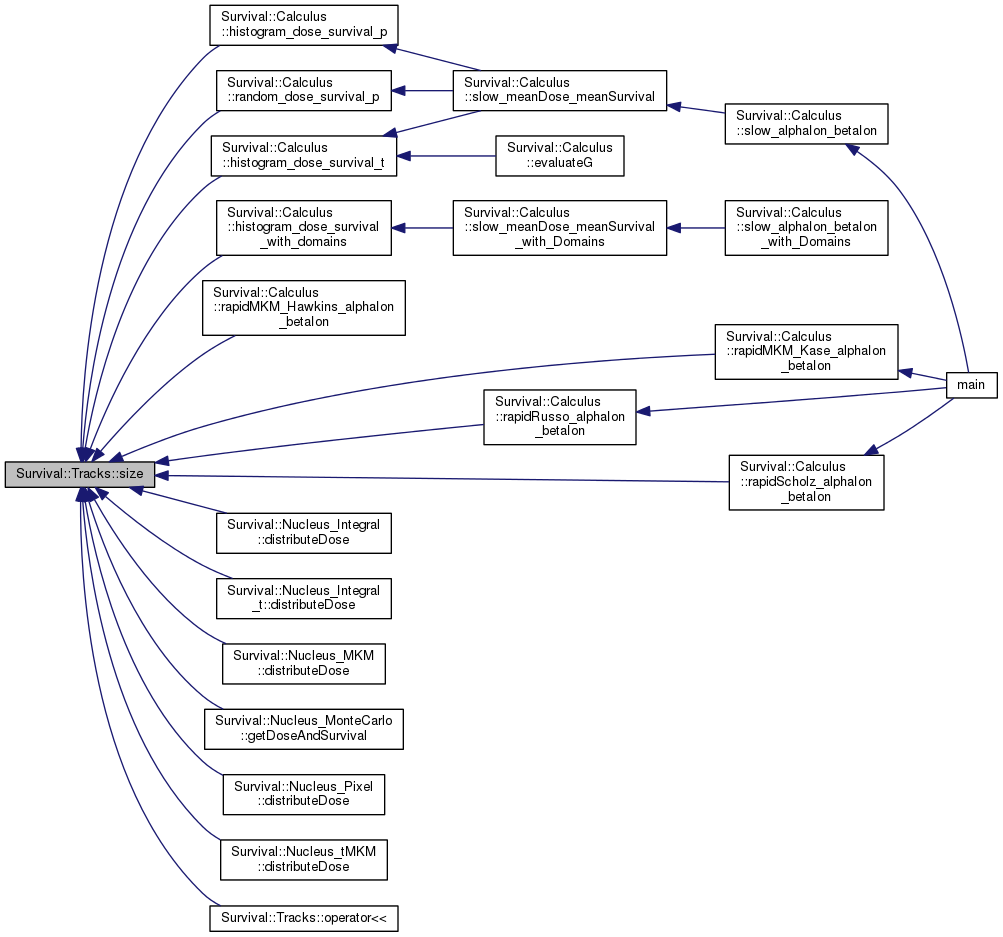 Survival::Calculus
::histogram_dose_survival_p
Survival::Calculus
::random_dose_survival_p
Survival::Calculus
::slow_meanDose_meanSurvival
Survival::Calculus
::slow_alphaIon_betaIon
Survival::Calculus
::histogram_dose_survival_t
Survival::Calculus
::evaluateG
Survival::Calculus
::histogram_dose_survival
_with_domains
Survival::Calculus
::slow_meanDose_meanSurvival
_with_Domains
Survival::Calculus
::slow_alphaIon_betaIon
_with_Domains
Survival::Calculus
::rapidMKM_Hawkins_alphaIon
_betaIon
Survival::Calculus
::rapidMKM_Kase_alphaIon
_betaIon
main
Survival::Calculus
::rapidRusso_alphaIon
_betaIon
Survival::Tracks::size
Survival::Calculus
::rapidScholz_alphaIon
_betaIon
Survival::Nucleus_Integral
::distributeDose
Survival::Nucleus_Integral
_t::distributeDose
Survival::Nucleus_MKM
::distributeDose
Survival::Nucleus_MonteCarlo
::getDoseAndSurvival
Survival::Nucleus_Pixel
::distributeDose
Survival::Nucleus_tMKM
::distributeDose
Survival::Tracks::operator<<